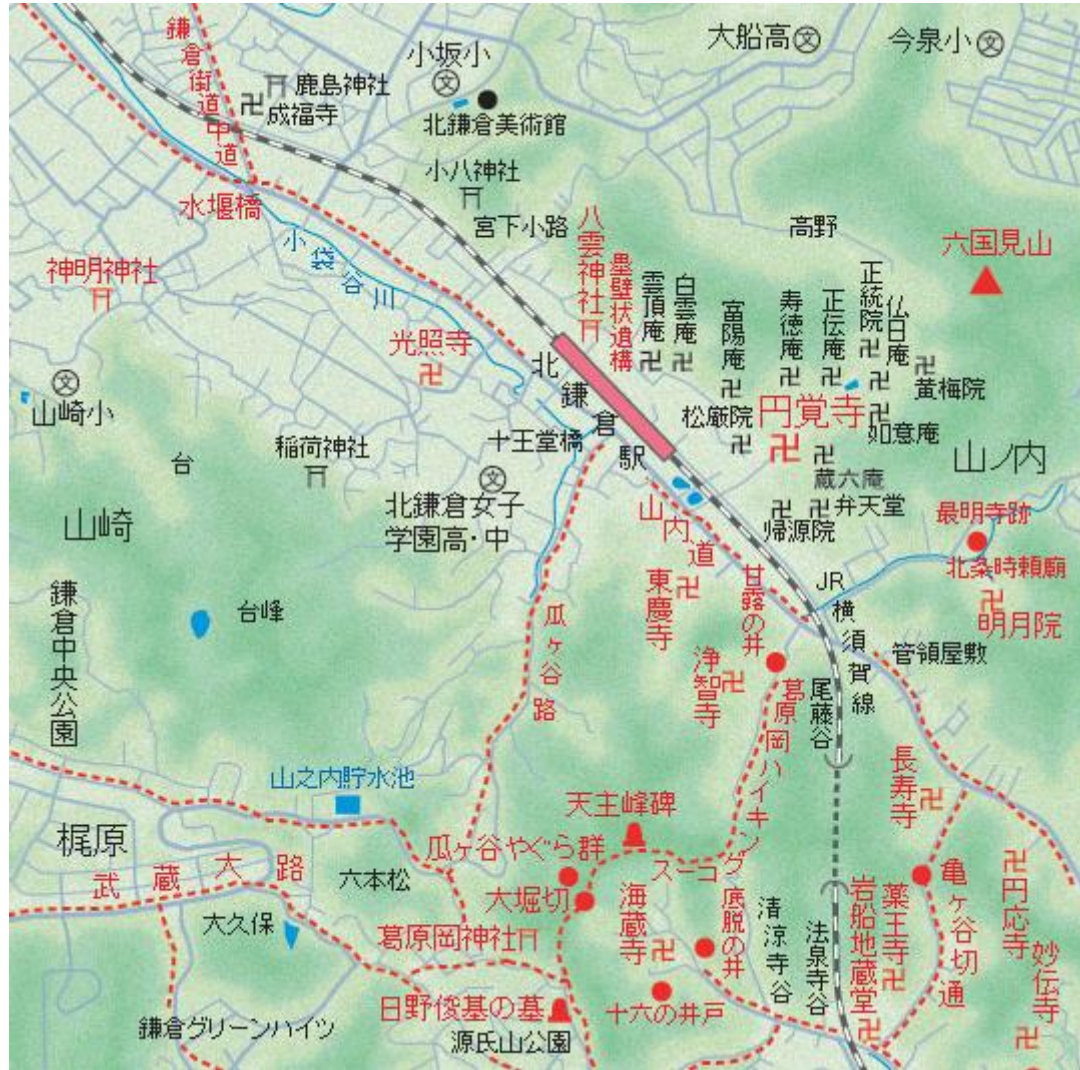 鎌倉街道中道
小坂小
文
大船高
文
今泉小
文
鹿島神社
成福寺
北鎌倉美術館
小八神社
水堰橋
宮下小路
八雲神社
塁壁状遺構
高野
六国見山
小袋谷川
神明神社
雲頂庵
白雲庵
富陽庵
寿徳庵
正伝庵
正統院
仏日庵
黄梅院
光照寺
文
山崎小
北鎌倉駅
松厳院
円覚寺
如意庵
十王堂橋
稲荷神社
台
蔵六庵
山ノ内
文
北鎌倉女子
学園高・中
山崎
弁天堂
帰源院
最明寺跡
山内道
北条時頼廟
東慶寺
甘露の井
JR横須賀線
明月院
鎌倉中央公園
台峰
瓜ヶ谷路
浄智寺
管領屋敷
葛原岡ハイキングコース
尾藤谷
長寿寺
山之内貯水池
天主峰碑
梶原
武蔵大路
瓜ヶ谷やぐら群
六本松
大堀切
海蔵寺
底脱の井
清涼寺谷
法泉寺谷
岩船地蔵堂
薬王寺
亀ヶ谷切通
円応寺
妙伝寺
大久保
葛原岡神社
日野俊基の墓
十六の井戸
鎌倉グリーンハイツ
源氏山公園